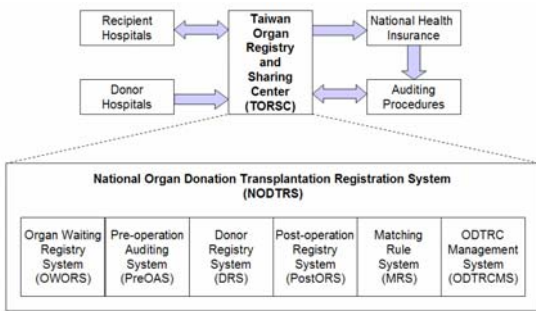 Recipient
Hospitals
Taiwan
Organ
Registry
and
Sharing
Center
(TORSC)
National Health
Insurance
Donor
Hospitals
Auditing
Procedures
National Organ Donation Transplantation Registration System
(NODTRS)
Organ Waiting
Registry
System
(OWORS)
Pre-operation
Auditing
System
(PreOAS)
Donor
Registry
System
(DRS)
Post-operation
Registry
System
(PostORS)
Matching
Rule
System
(MRS)
ODTRC
Management
System
(ODTRCMS)